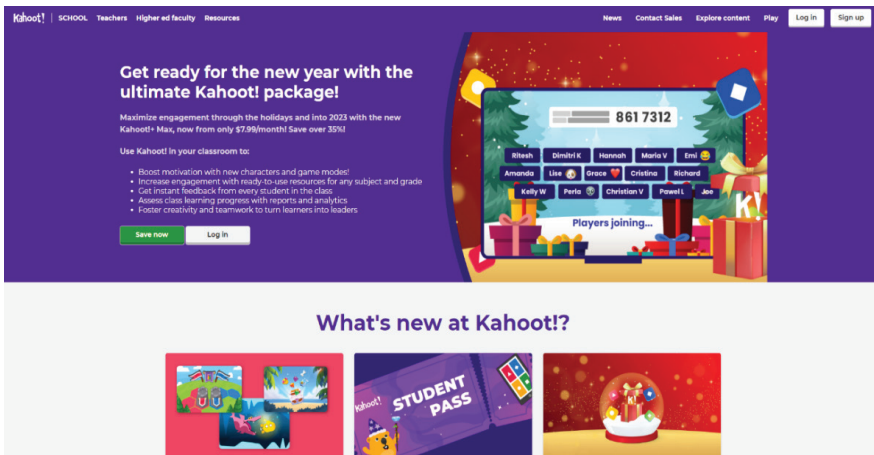 Kahoot! SCHOOL Teachers Higher ed faculty Resources News Contact Sales Explore content Play Log in Sign up
Get ready for the new year with the
ultimate Kahoot! package!
Maximize engagement through the holidays and into 2023 with the new
Kahoot!+ Max, now from only $7.99/month! Save over 35%!
Use Kahoot! in your classroom to:
Boost motivation with new characters and game modes!
Increase engagement with ready-to-use resources for any subject and grade
Get instant feedback from every student in the class
Assess class learning progress with reports and analytics
Foster creativity and teamwork to turn learners into leaders
Save now Log in
861 7312
Ritesh Dimitri K Hannah Maria V Emi 😂
Amanda Lise Grace ❤️ Cristina Richard
Kelly W Perla 👽 Christian V Pawel L Jae
Players joining...
K!
What's new at Kahoot!?
Kahoot!
STUDENT
PASS
K!